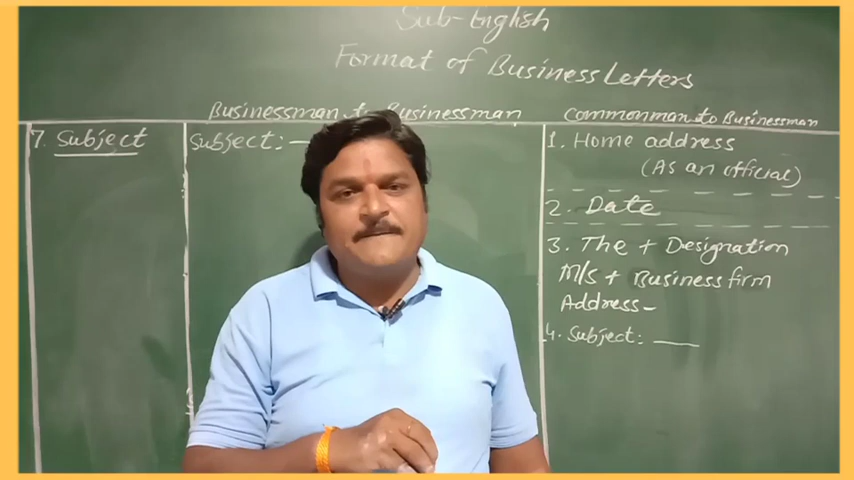 Sub-English
Format of Business Letters
Businessman to Businessman
Commonman to Businessman
7. Subject
Subject: —
1. Home address
(As an official)
2. Date
3. The + Designation
M/S + Business firm
Address-
4. Subject: ___